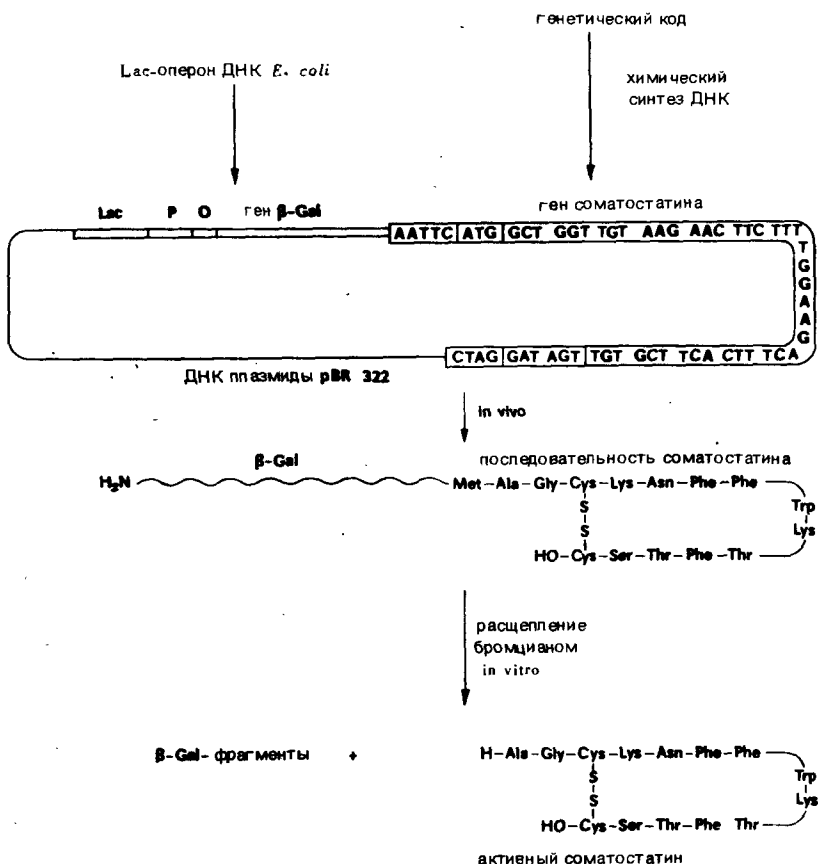 генетический код
Lac-оперон ДНК E. coli
химический
синтез ДНК
Lac P O ген β-Gal
ген соматостатина
AATTC ATG GCT GGT TGT AAG AAC TTC TTT
T
G
G
A
A
G
CTAG GAT AGT TGT GCT TCA CTT TCA
ДНК плазмиды pBR 322
in vivo
β-Gal
последовательность соматостатина
H₂N Met–Ala–Gly–Cys–Lys–Asn–Phe–Phe
S
S
Trp
Lys
HO–Cys–Ser–Thr–Phe–Thr
расщепление
бромцианом
in vitro
β-Gal-фрагменты + H–Ala–Gly–Cys–Lys–Asn–Phe–Phe
S
S
Trp
Lys
HO–Cys–Ser–Thr–Phe Thr
активный соматостатин